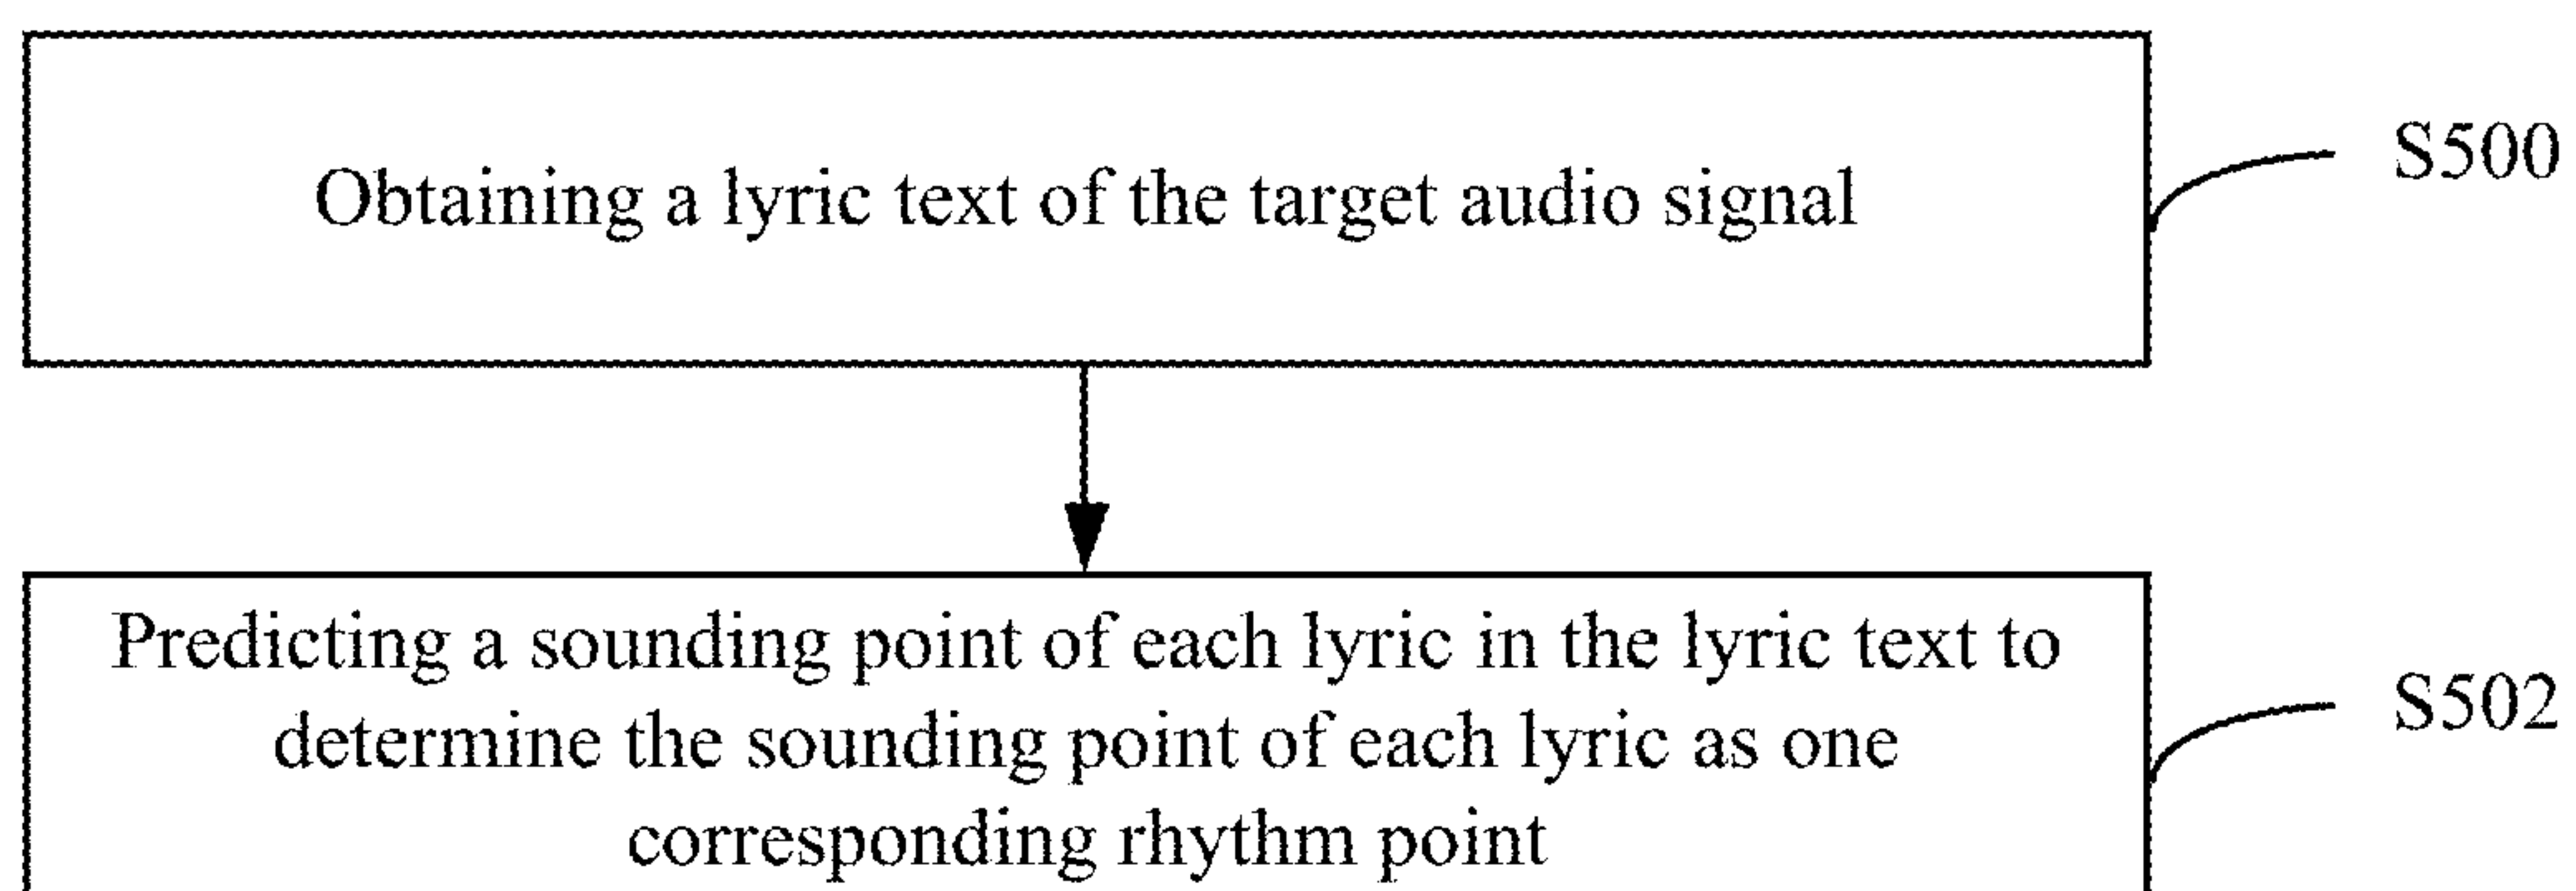 Obtaining a lyric text of the target audio signal
S500
Predicting a sounding point of each lyric in the lyric text to
determine the sounding point of each lyric as one
corresponding rhythm point
S502